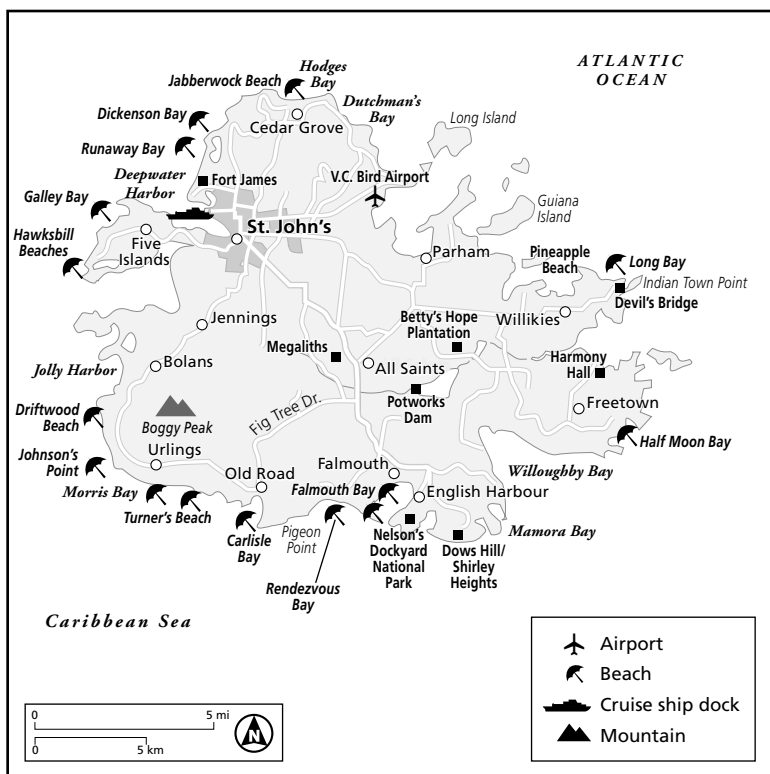 ATLANTIC
OCEAN
Hodges
Bay
Jabberwock Beach
Dutchman's
Bay
Long Island
Dickenson Bay
Cedar Grove
Runaway Bay
Deepwater
Harbor
Fort James
V.C. Bird Airport
Guiana
Island
Galley Bay
St. John's
Hawksbill
Beaches
Five
Islands
Parham
Pineapple
Beach
Long Bay
Indian Town Point
Devil's Bridge
Jennings
Betty's Hope
Plantation
Willikies
Megaliths
Jolly Harbor
Bolans
All Saints
Harmony
Hall
Potworks
Dam
Freetown
Driftwood
Beach
Boggy Peak
Fig Tree Dr.
Half Moon Bay
Johnson's
Point
Urlings
Old Road
Falmouth
Willoughby Bay
Morris Bay
Falmouth Bay
English Harbour
Turner's Beach
Carlisle
Bay
Pigeon
Point
Nelson's
Dockyard
National
Park
Dows Hill/
Shirley
Heights
Mamora Bay
Rendezvous
Bay
Caribbean Sea
Airport
Beach
Cruise ship dock
Mountain
0 5 mi
0 5 km
N